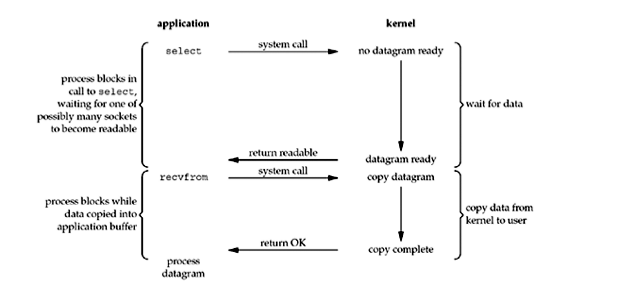 application
kernel
select
system call
no datagram ready
process blocks in
call to select,
waiting for one of
possibly many sockets
to become readable
wait for data
return readable
datagram ready
recvfrom
system call
copy datagram
process blocks while
data copied into
application buffer
copy data from
kernel to user
return OK
copy complete
process
datagram